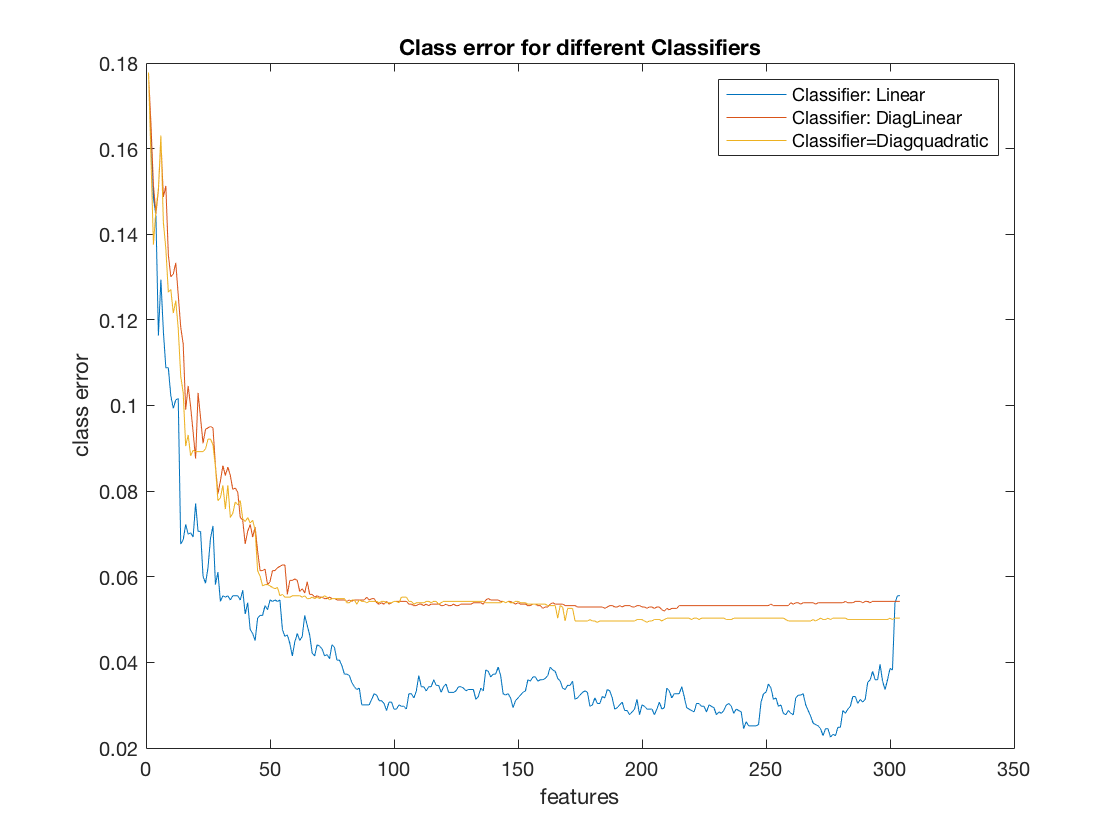 Class error for different Classifiers
0.18
0.16
0.14
0.12
0.1
0.08
0.06
0.04
0.02
class error
Classifier: Linear
Classifier: DiagLinear
Classifier=Diagquadratic
0 50 100 150 200 250 300 350
features